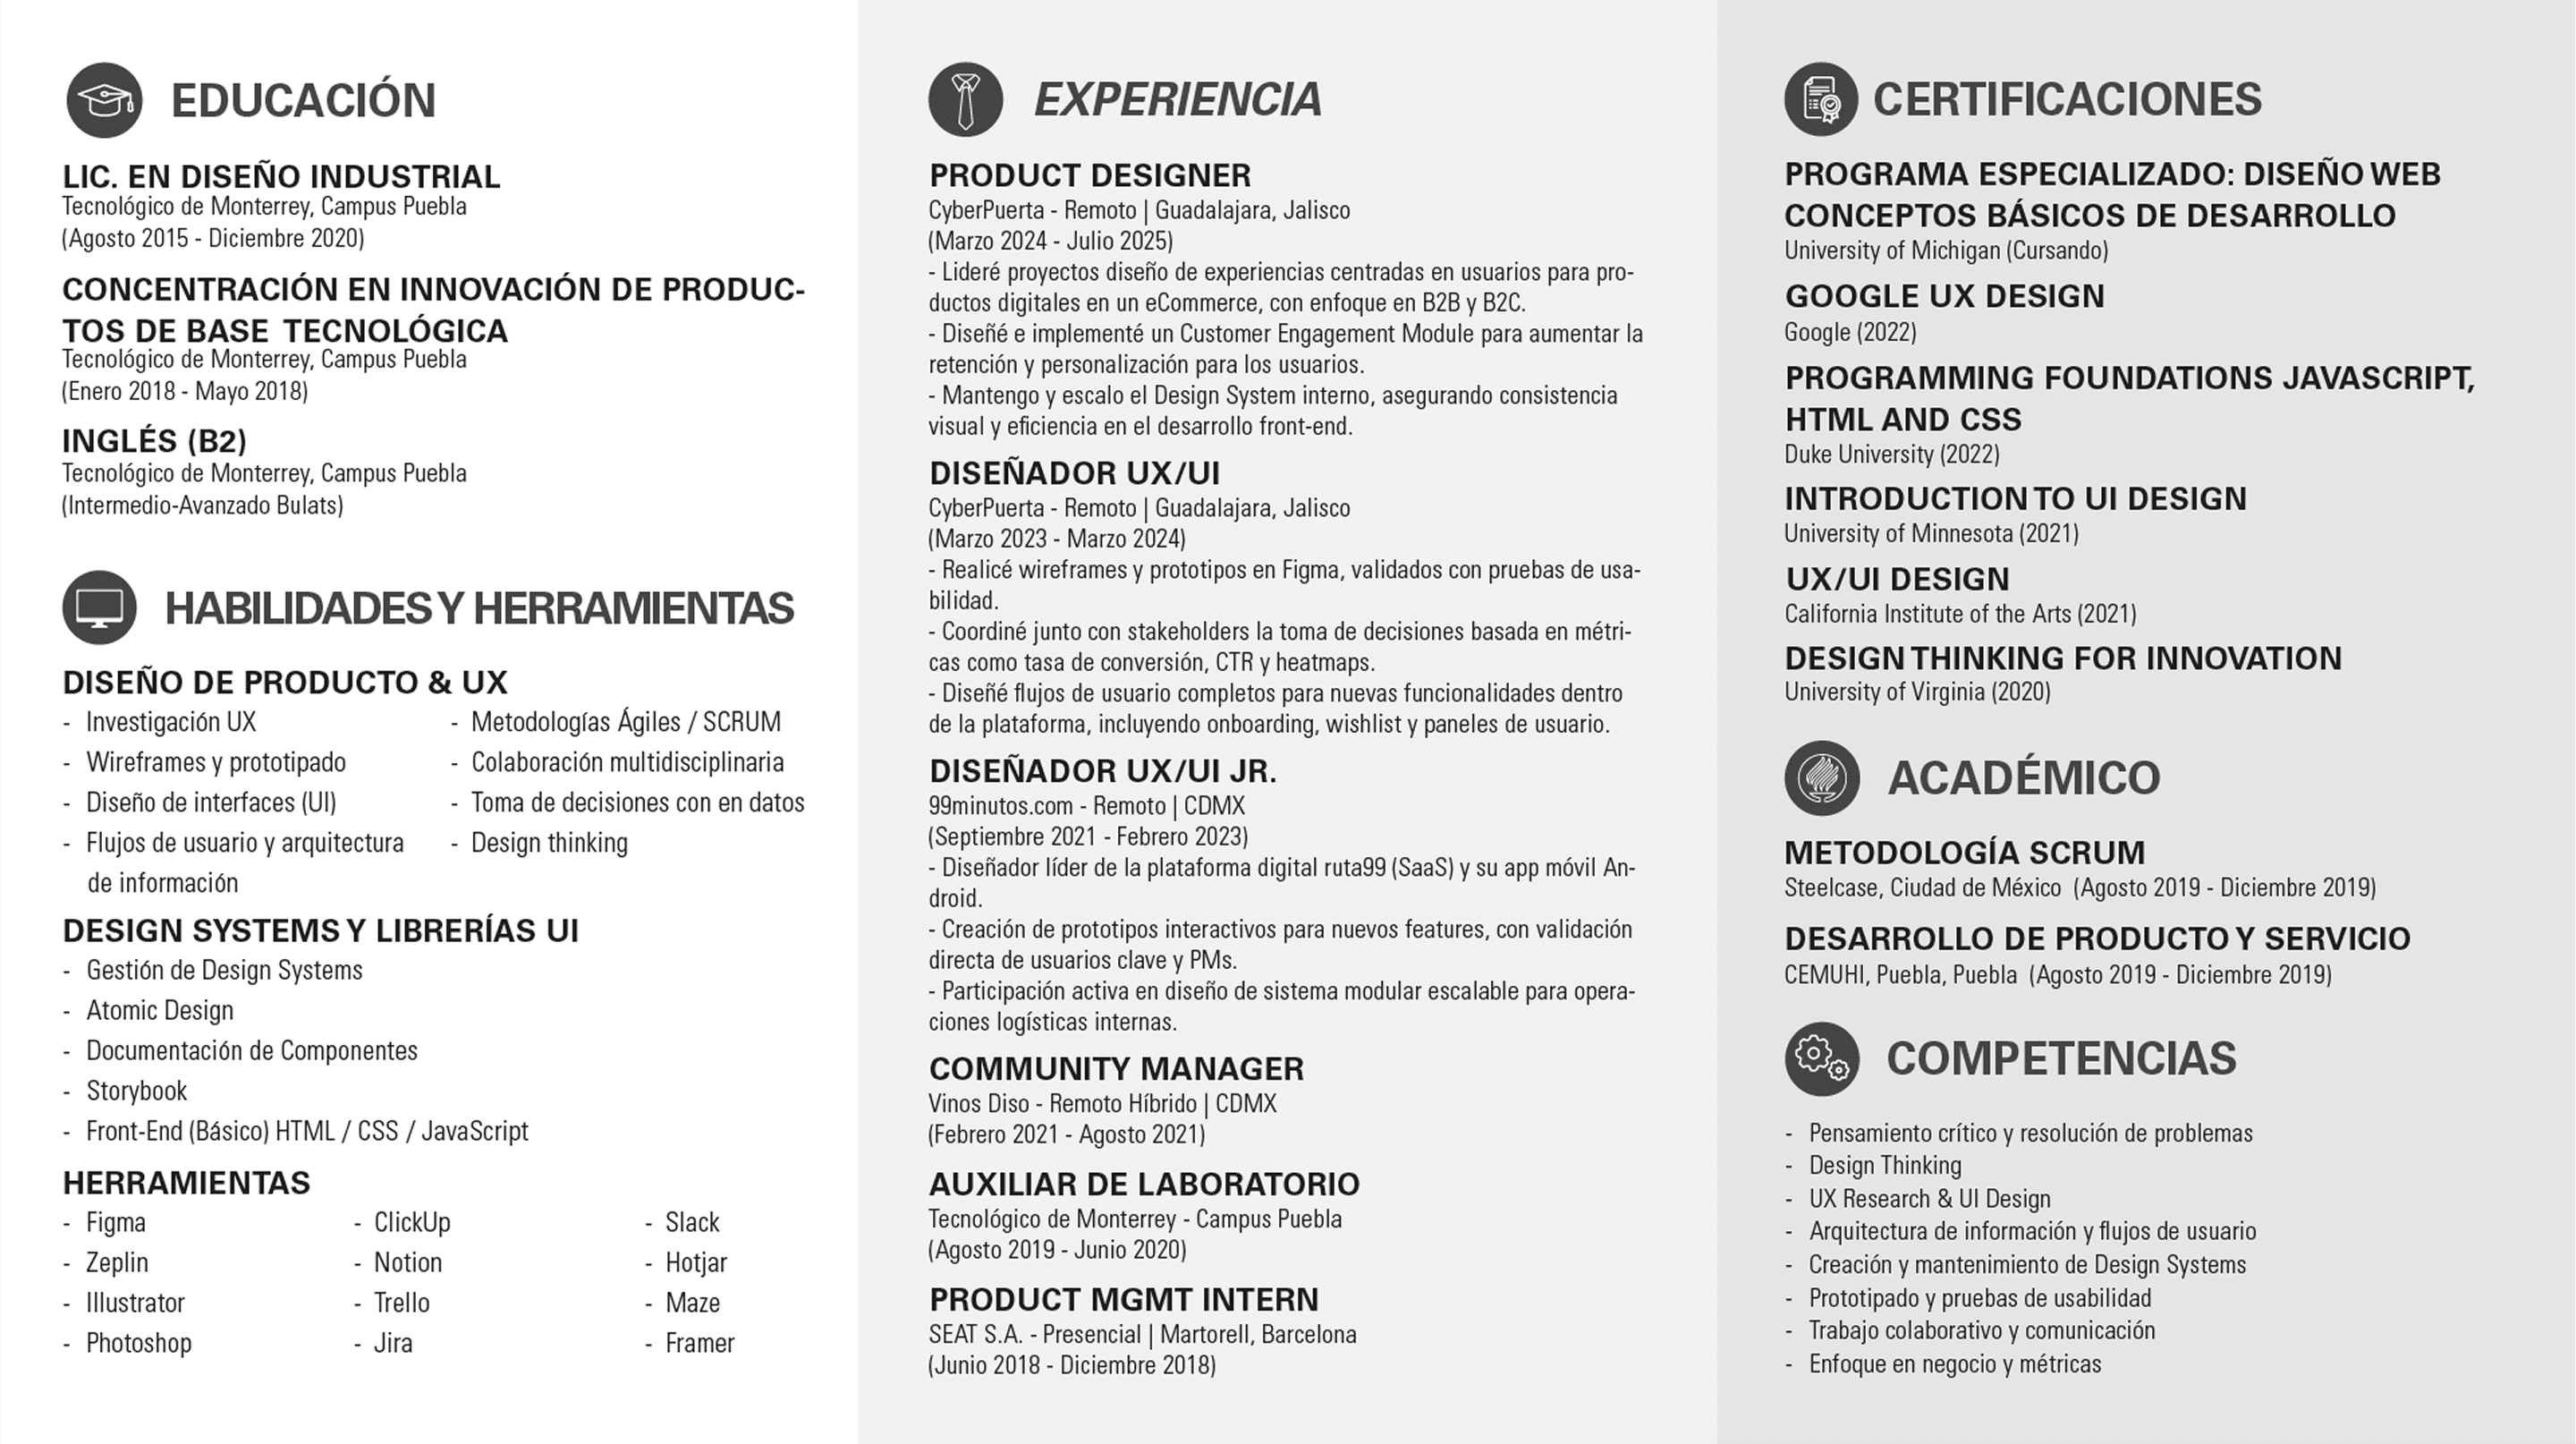 EDUCACIÓN
LIC. EN DISEÑO INDUSTRIAL
Tecnológico de Monterrey, Campus Puebla
(Agosto 2015 - Diciembre 2020)
CONCENTRACIÓN EN INNOVACIÓN DE PRODUC-
TOS DE BASE TECNOLÓGICA
Tecnológico de Monterrey, Campus Puebla
(Enero 2018 - Mayo 2018)
INGLÉS (B2)
Tecnológico de Monterrey, Campus Puebla
(Intermedio-Avanzado Bulats)
HABILIDADES Y HERRAMIENTAS
DISEÑO DE PRODUCTO & UX
- Investigación UX
- Wireframes y prototipado
- Diseño de interfaces (UI)
- Flujos de usuario y arquitectura
de información
- Metodologías Ágiles / SCRUM
- Colaboración multidisciplinaria
- Toma de decisiones con en datos
- Design thinking
DESIGN SYSTEMS Y LIBRERÍAS UI
- Gestión de Design Systems
- Atomic Design
- Documentación de Componentes
- Storybook
- Front-End (Básico) HTML / CSS / JavaScript
HERRAMIENTAS
- Figma
- Zeplin
- Illustrator
- Photoshop
- ClickUp
- Notion
- Trello
- Jira
- Slack
- Hotjar
- Maze
- Framer
EXPERIENCIA
PRODUCT DESIGNER
CyberPuerta - Remoto | Guadalajara, Jalisco
(Marzo 2024 - Julio 2025)
- Lideré proyectos diseño de experiencias centradas en usuarios para pro-
ductos digitales en un eCommerce, con enfoque en B2B y B2C.
- Diseñé e implementé un Customer Engagement Module para aumentar la
retención y personalización para los usuarios.
- Mantengo y escalo el Design System interno, asegurando consistencia
visual y eficiencia en el desarrollo front-end.
DISEÑADOR UX/UI
CyberPuerta - Remoto | Guadalajara, Jalisco
(Marzo 2023 - Marzo 2024)
- Realicé wireframes y prototipos en Figma, validados con pruebas de usa-
bilidad.
- Coordiné junto con stakeholders la toma de decisiones basada en métri-
cas como tasa de conversión, CTR y heatmaps.
- Diseñé flujos de usuario completos para nuevas funcionalidades dentro
de la plataforma, incluyendo onboarding, wishlist y paneles de usuario.
DISEÑADOR UX/UI JR.
99minutos.com - Remoto | CDMX
(Septiembre 2021 - Febrero 2023)
- Diseñador líder de la plataforma digital ruta99 (SaaS) y su app móvil An-
droid.
- Creación de prototipos interactivos para nuevos features, con validación
directa de usuarios clave y PMs.
- Participación activa en diseño de sistema modular escalable para opera-
ciones logísticas internas.
COMMUNITY MANAGER
Vinos Diso - Remoto Híbrido | CDMX
(Febrero 2021 - Agosto 2021)
AUXILIAR DE LABORATORIO
Tecnológico de Monterrey - Campus Puebla
(Agosto 2019 - Junio 2020)
PRODUCT MGMT INTERN
SEAT S.A. - Presencial | Martorell, Barcelona
(Junio 2018 - Diciembre 2018)
CERTIFICACIONES
PROGRAMA ESPECIALIZADO: DISEÑO WEB
CONCEPTOS BÁSICOS DE DESARROLLO
University of Michigan (Cursando)
GOOGLE UX DESIGN
Google (2022)
PROGRAMMING FOUNDATIONS JAVASCRIPT,
HTML AND CSS
Duke University (2022)
INTRODUCTION TO UI DESIGN
University of Minnesota (2021)
UX/UI DESIGN
California Institute of the Arts (2021)
DESIGN THINKING FOR INNOVATION
University of Virginia (2020)
ACADÉMICO
METODOLOGÍA SCRUM
Steelcase, Ciudad de México (Agosto 2019 - Diciembre 2019)
DESARROLLO DE PRODUCTO Y SERVICIO
CEMUHI, Puebla, Puebla (Agosto 2019 - Diciembre 2019)
COMPETENCIAS
- Pensamiento crítico y resolución de problemas
- Design Thinking
- UX Research & UI Design
- Arquitectura de información y flujos de usuario
- Creación y mantenimiento de Design Systems
- Prototipado y pruebas de usabilidad
- Trabajo colaborativo y comunicación
- Enfoque en negocio y métricas